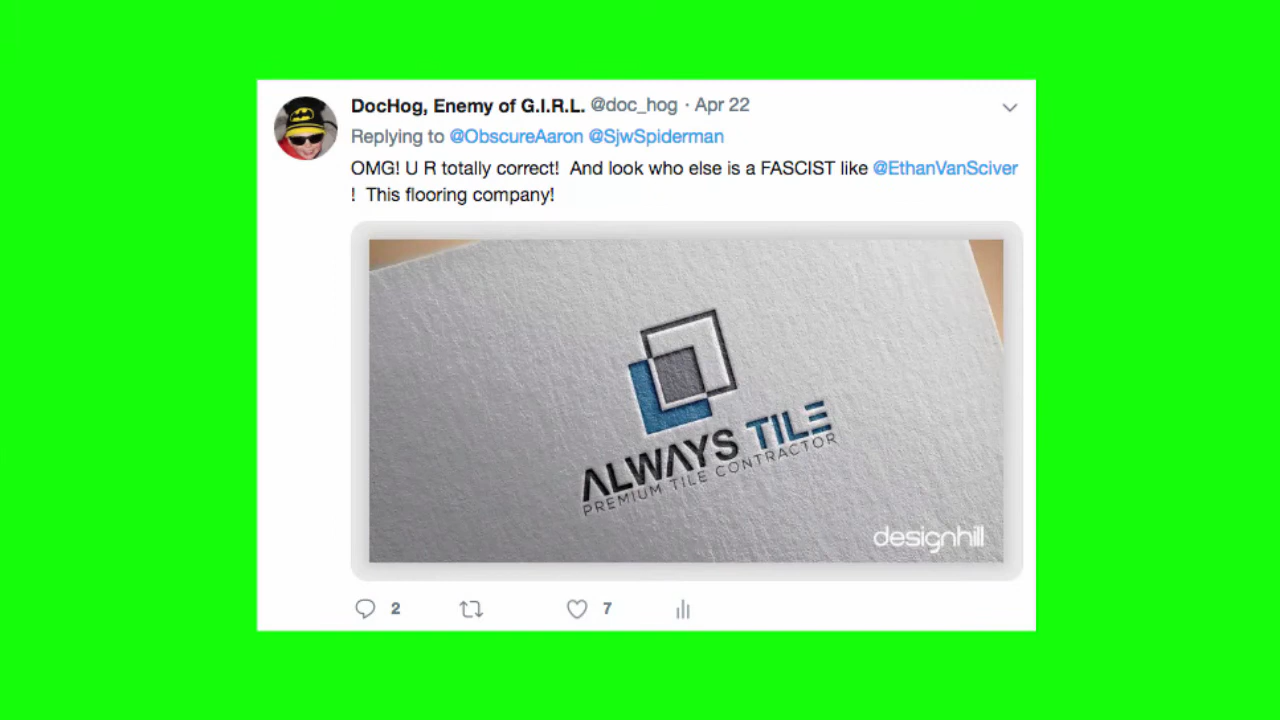 DocHog, Enemy of G.I.R.L. @doc_hog · Apr 22
Replying to @ObscureAaron @SjwSpiderman
OMG! U R totally correct!  And look who else is a FASCIST like @EthanVanSciver
!  This flooring company!
ALWAYS TILE
PREMIUM TILE CONTRACTOR
designhill
2 7